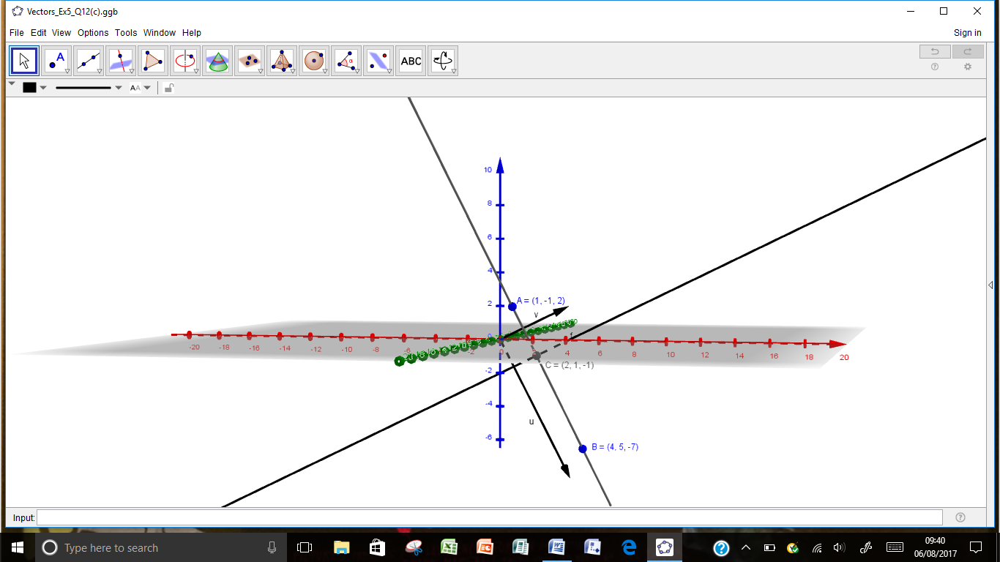 Vectors_Ex5_Q12(c).ggb
File Edit View Options Tools Window Help
Sign in
A
α
ABC
AA
10
8
6
4
2
A = (1, -1, 2)
v
0
f
-20 -18 -16 -14 -12 -10 -8 -6 -4 -2 0 4 6 8 10 12 14 16 18 20
C = (2, 1, -1)
-2
-4
u
-6
B = (4, 5, -7)
Input:
Type here to search
09:40
06/08/2017